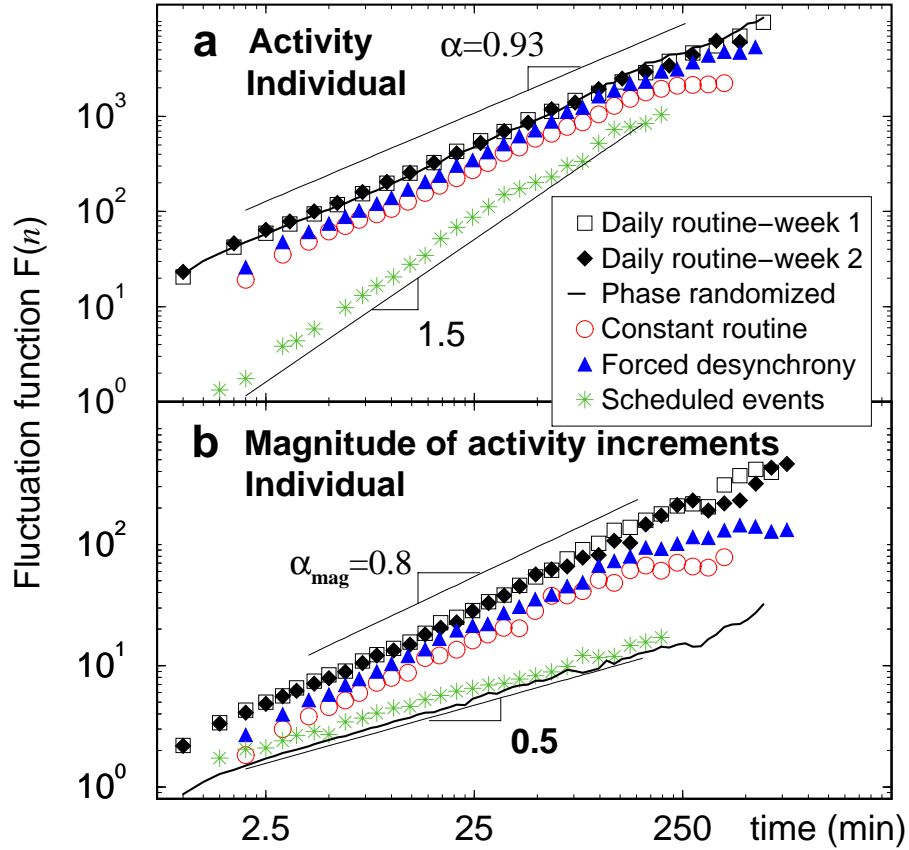 Fluctuation function F(n)
a Activity
Individual
α=0.93
10³
10²
10¹
10⁰
1.5
Daily routine−week 1
Daily routine−week 2
Phase randomized
Constant routine
Forced desynchrony
Scheduled events
b Magnitude of activity increments
Individual
αmag=0.8
10²
10¹
10⁰
0.5
2.5 25 250 time (min)